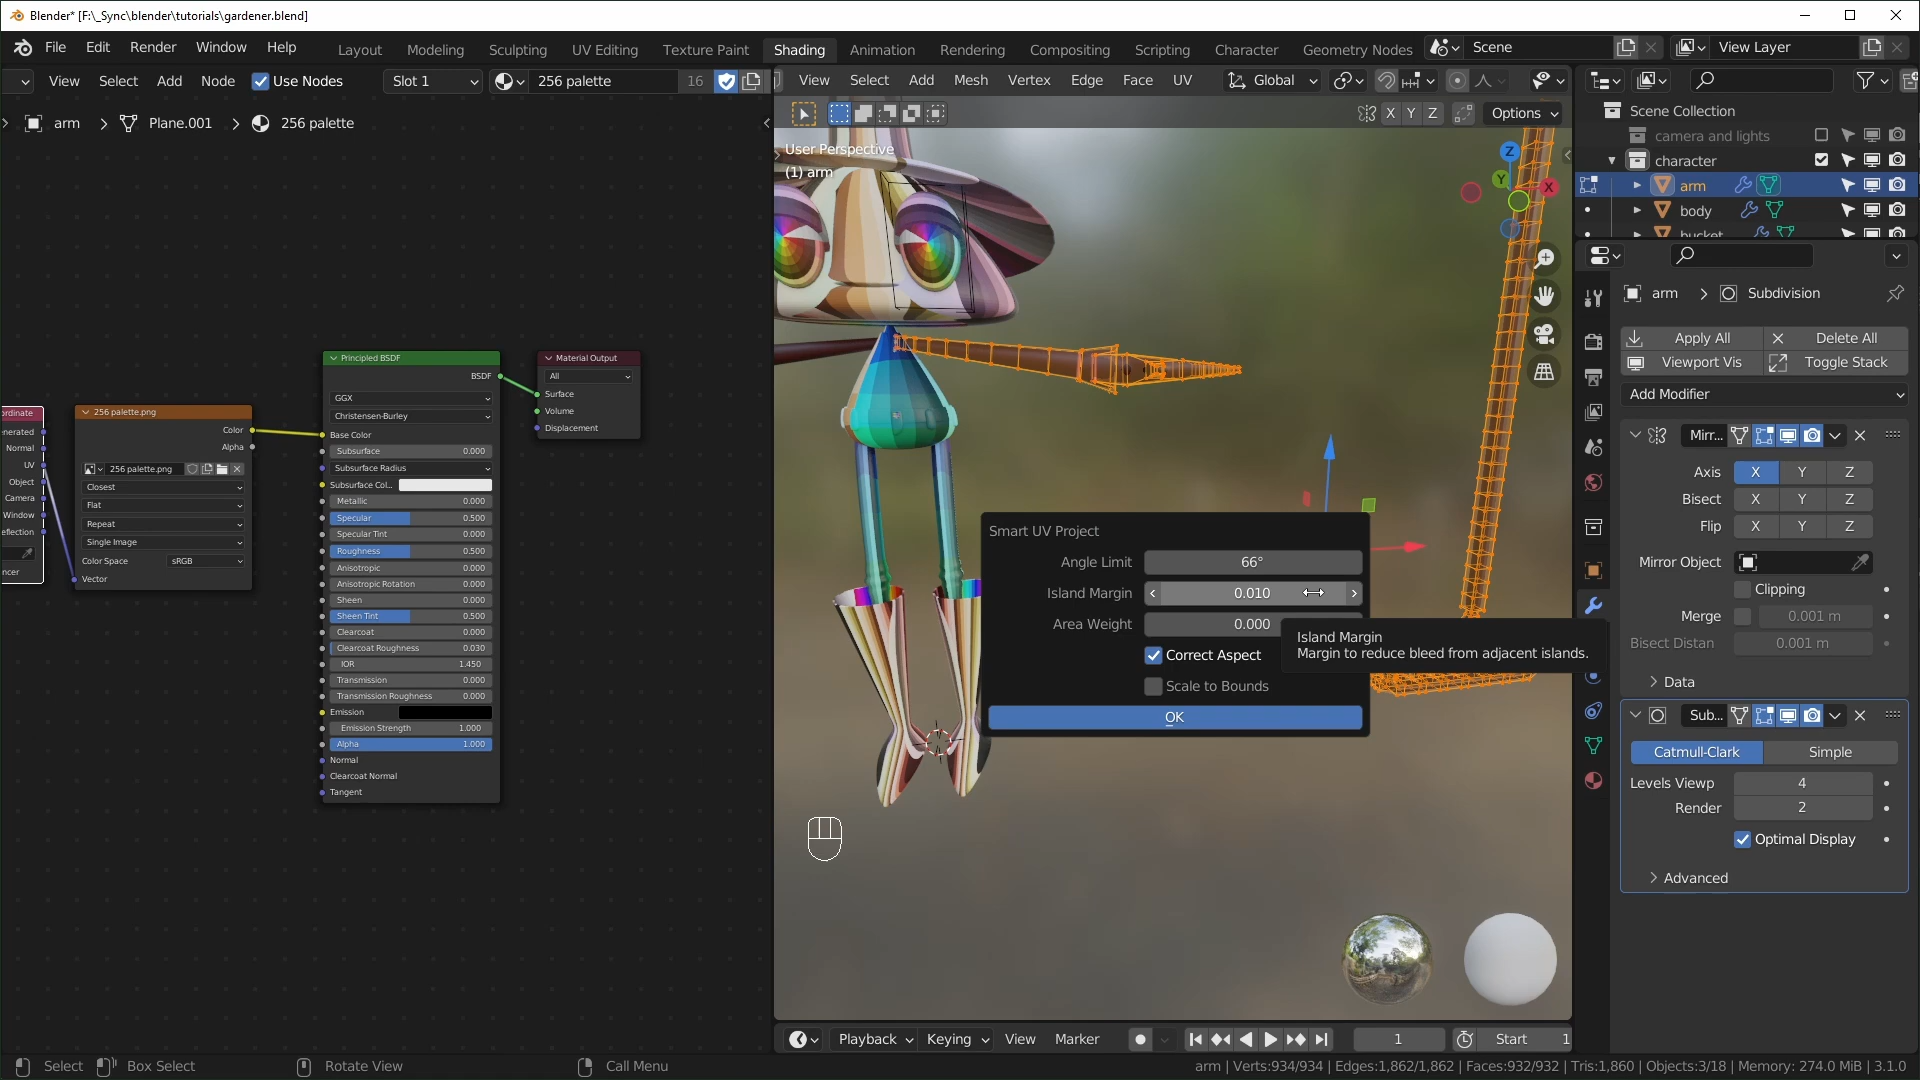 Blender* [F:\_Sync\blender\tutorials\gardener.blend]
File Edit Render Window Help
Layout Modeling Sculpting UV Editing Texture Paint Shading Animation Rendering Compositing Scripting Character Geometry Nodes
Scene
View Layer
View Select Add Node Use Nodes Slot 1 256 palette 16
View Select Add Mesh Vertex Edge Face UV Global
X Y Z Options
arm > Plane.001 > 256 palette
User Perspective
(1) arm
Z
Y
X
Scene Collection
camera and lights
character
arm
body
bucket
arm > Subdivision
Apply All Delete All
Viewport Vis Toggle Stack
Add Modifier
Mirr...
Axis X Y Z
Bisect X Y Z
Flip X Y Z
Mirror Object
Clipping
Merge 0.001 m
Bisect Distan 0.001 m
Data
Sub...
Catmull-Clark Simple
Levels Viewp 4
Render 2
Optimal Display
Advanced
ordinate
enerated
Normal
UV
Object
Camera
Window
eflection
ncer
256 palette.png
Color
Alpha
256 palette.png
Closest
Flat
Repeat
Single Image
Color Space sRGB
Vector
Principled BSDF
BSDF
GGX
Christensen-Burley
Base Color
Subsurface 0.000
Subsurface Radius
Subsurface Col...
Metallic 0.000
Specular 0.500
Specular Tint 0.000
Roughness 0.500
Anisotropic 0.000
Anisotropic Rotation 0.000
Sheen 0.000
Sheen Tint 0.500
Clearcoat 0.000
Clearcoat Roughness 0.030
IOR 1.450
Transmission 0.000
Transmission Roughness 0.000
Emission
Emission Strength 1.000
Alpha 1.000
Normal
Clearcoat Normal
Tangent
Material Output
All
Surface
Volume
Displacement
Smart UV Project
Angle Limit 66°
Island Margin 0.010
Area Weight 0.000
Correct Aspect
Scale to Bounds
OK
Island Margin
Margin to reduce bleed from adjacent islands.
Playback Keying View Marker 1 Start 1
Select Box Select Rotate View Call Menu
arm | Verts:934/934 | Edges:1,862/1,862 | Faces:932/932 | Tris:1,860 | Objects:3/18 | Memory: 274.0 MiB | 3.1.0